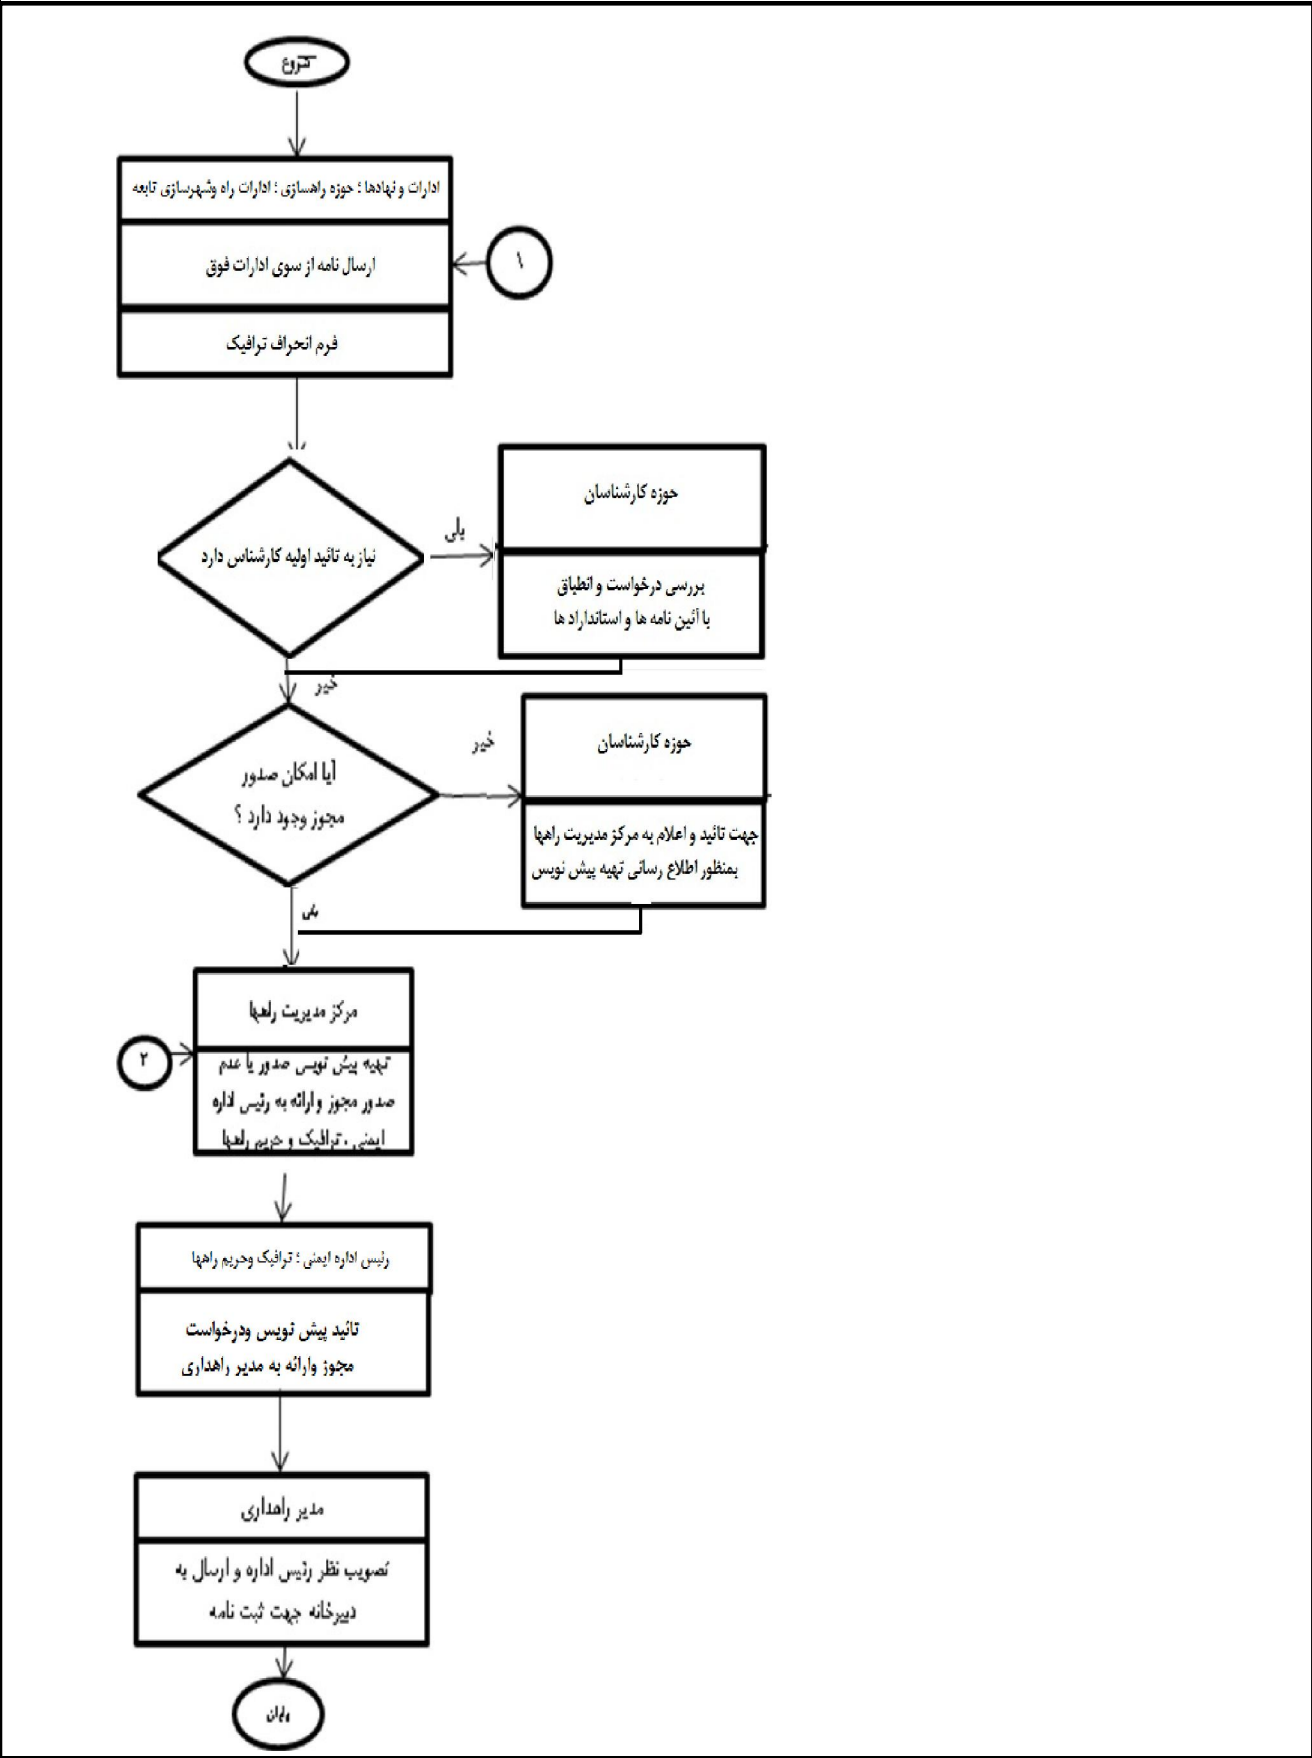 شروع
ادارات و نهادها ؛ حوزه راهسازی ؛ ادارات راه وشهرسازی تابعه
ارسال نامه از سوی ادارات فوق
۱
فرم انحراف ترافیک
نیاز به تائید اولیه کارشناس دارد
بلی
حوزه کارشناسان
بررسی درخواست و انطباق
با آئین نامه ها و استانداراد ها
خیر
آیا امکان صدور
مجوز وجود دارد ؟
خیر
حوزه کارشناسان
جهت تائید و اعلام به مرکز مدیریت راهها
بمنظور اطلاع رسانی تهیه پیش نویس
بلی
مرکز مدیریت راهها
۲
تهیه پیش نویس صدور یا عدم
صدور مجوز و ارائه به رئیس اداره
ایمنی ، ترافیک و حریم راهها
رئیس اداره ایمنی ؛ ترافیک وحریم راهها
تائید پیش نویس ودرخواست
مجوز وارائه به مدیر راهداری
مدیر راهداری
تصویب نظر رئیس اداره و ارسال به
دبیرخانه جهت ثبت نامه
پایان